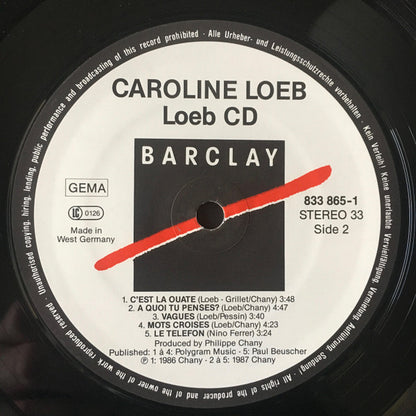 CAROLINE LOEB
Loeb CD
BARCLAY
GEMA
LC 0126
Made in
West Germany
833 865-1
STEREO 33
Side 2
1. C'EST LA OUATE (Loeb - Grillet/Chany) 3:48
2. A QUOI TU PENSES? (Loeb/Chany) 3:47
3. VAGUES (Loeb/Pessin) 3:40
4. MOTS CROISES (Loeb/Chany) 4:23
5. LE TELEFON (Nino Ferrer) 3:02
Produced by Philippe Chany
Published: 1 à 4: Polygram Music - 5: Paul Beuscher
℗ 1: 1986 Chany · 2 à 5: 1987 Chany
Unauthorised copying, hiring, lending, public performance and broadcasting of this record prohibited · Alle Urheber- und Leistungsschutzrechte vorbehalten · Kein Verleih! Keine unerlaubte Vervielfältigung, Vermietung, Aufführung, Sendung! · All rights of the producer and of the owner of the work reproduced reserved ·